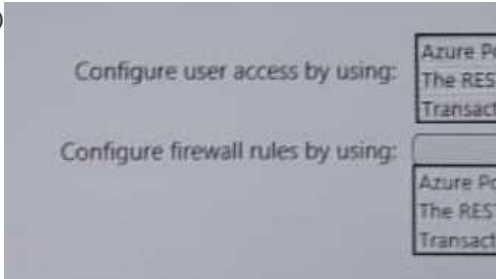 Configure user access by using:
Azure Po
The RES
Transact
Configure firewall rules by using:
Azure Po
The REST
Transact